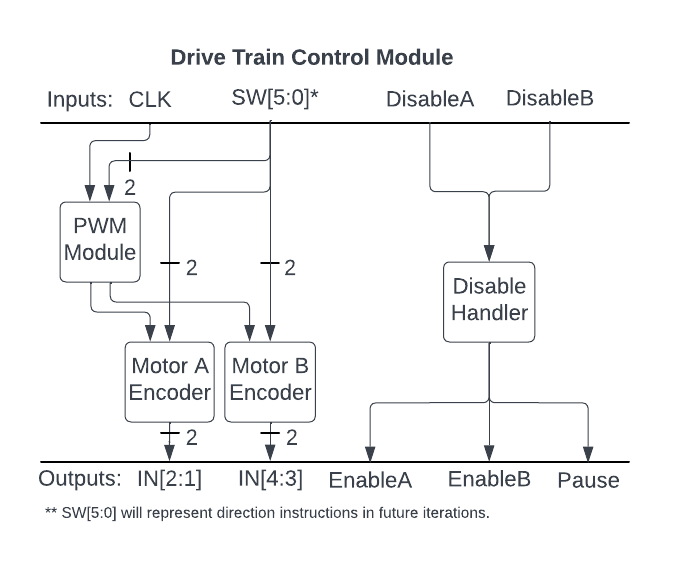 Drive Train Control Module
Inputs: CLK SW[5:0]* DisableA DisableB
2
PWM
Module
2 2
Disable
Handler
Motor A
Encoder
Motor B
Encoder
2 2
Outputs: IN[2:1] IN[4:3] EnableA EnableB Pause
** SW[5:0] will represent direction instructions in future iterations.